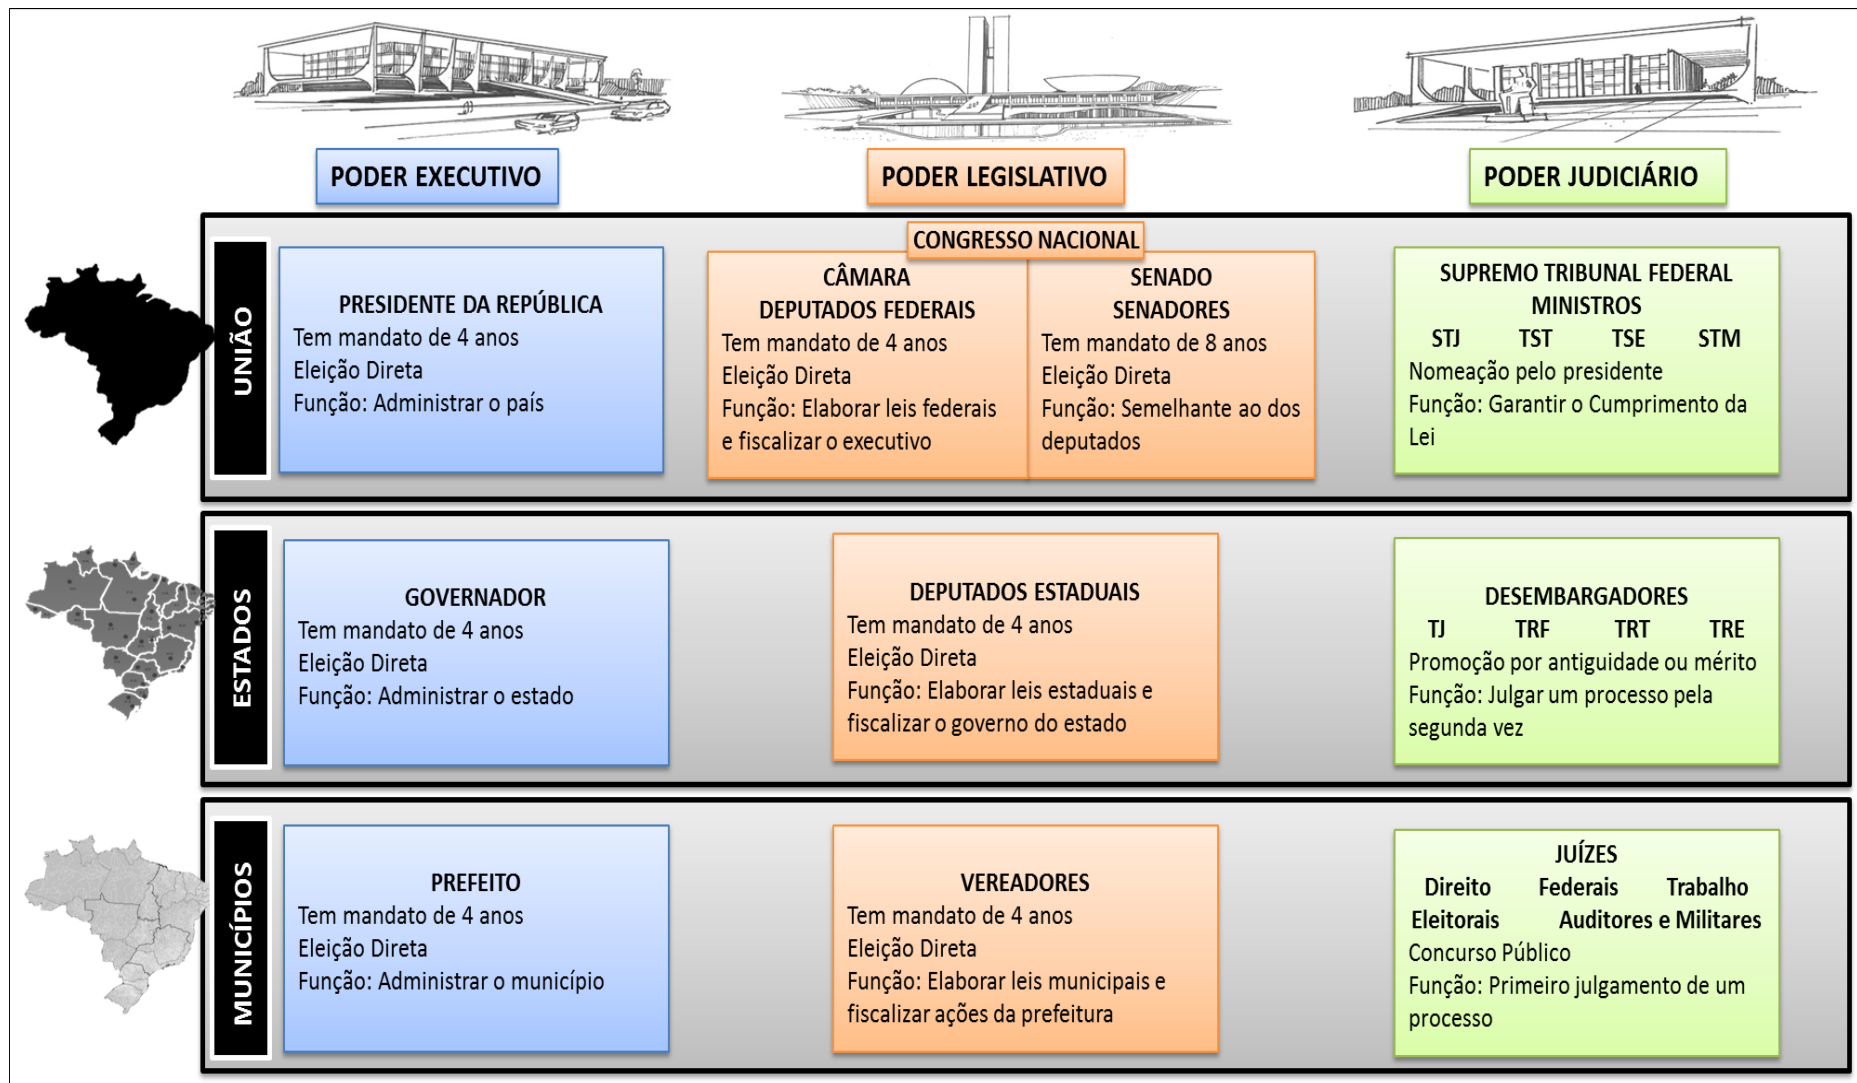 PODER EXECUTIVO
PODER LEGISLATIVO
PODER JUDICIÁRIO
UNIÃO
PRESIDENTE DA REPÚBLICA
Tem mandato de 4 anos
Eleição Direta
Função: Administrar o país
CONGRESSO NACIONAL
CÂMARA
DEPUTADOS FEDERAIS
Tem mandato de 4 anos
Eleição Direta
Função: Elaborar leis federais
e fiscalizar o executivo
SENADO
SENADORES
Tem mandato de 8 anos
Eleição Direta
Função: Semelhante ao dos
deputados
SUPREMO TRIBUNAL FEDERAL
MINISTROS
STJ TST TSE STM
Nomeação pelo presidente
Função: Garantir o Cumprimento da
Lei
ESTADOS
GOVERNADOR
Tem mandato de 4 anos
Eleição Direta
Função: Administrar o estado
DEPUTADOS ESTADUAIS
Tem mandato de 4 anos
Eleição Direta
Função: Elaborar leis estaduais e
fiscalizar o governo do estado
DESEMBARGADORES
TJ TRF TRT TRE
Promoção por antiguidade ou mérito
Função: Julgar um processo pela
segunda vez
MUNICÍPIOS
PREFEITO
Tem mandato de 4 anos
Eleição Direta
Função: Administrar o município
VEREADORES
Tem mandato de 4 anos
Eleição Direta
Função: Elaborar leis municipais e
fiscalizar ações da prefeitura
JUÍZES
Direito Federais Trabalho
Eleitorais Auditores e Militares
Concurso Público
Função: Primeiro julgamento de um
processo